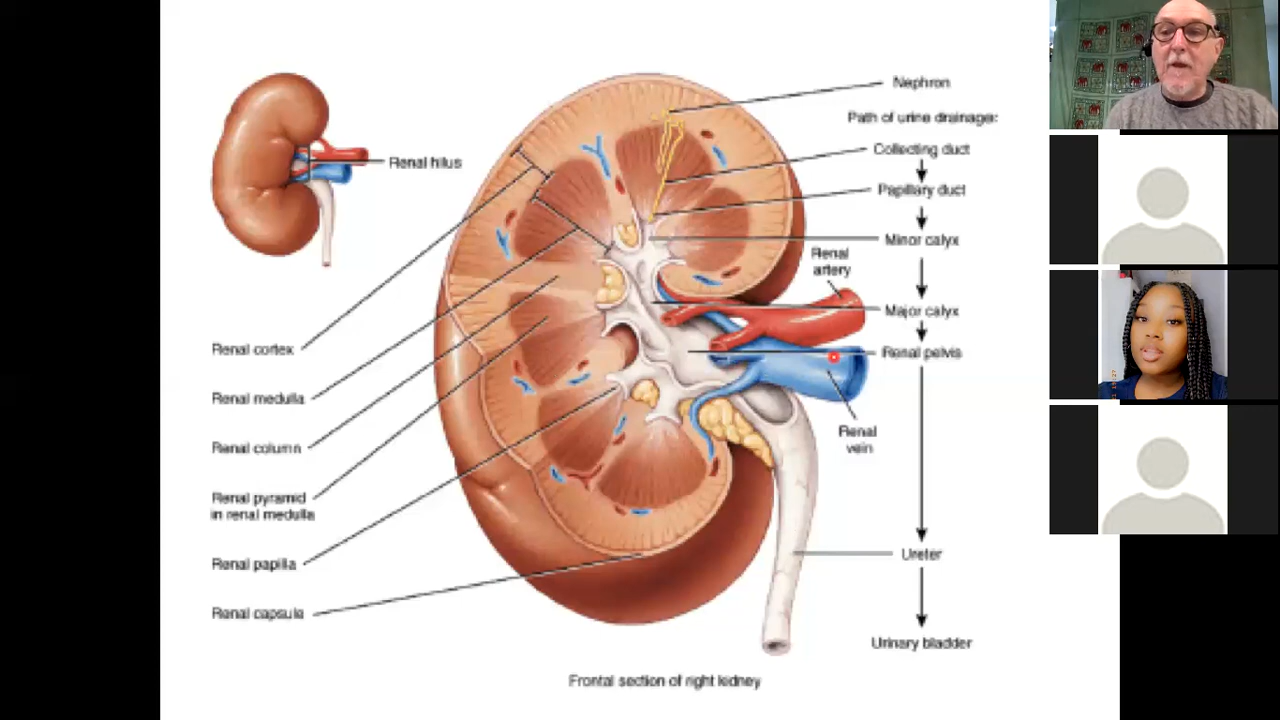 Renal hilus
Renal cortex
Renal medulla
Renal column
Renal pyramid
in renal medulla
Renal papilla
Renal capsule
Nephron
Path of urine drainage:
Collecting duct
Papillary duct
Minor calyx
Renal
artery
Major calyx
Renal pelvis
Renal
vein
Ureter
Urinary bladder
Frontal section of right kidney